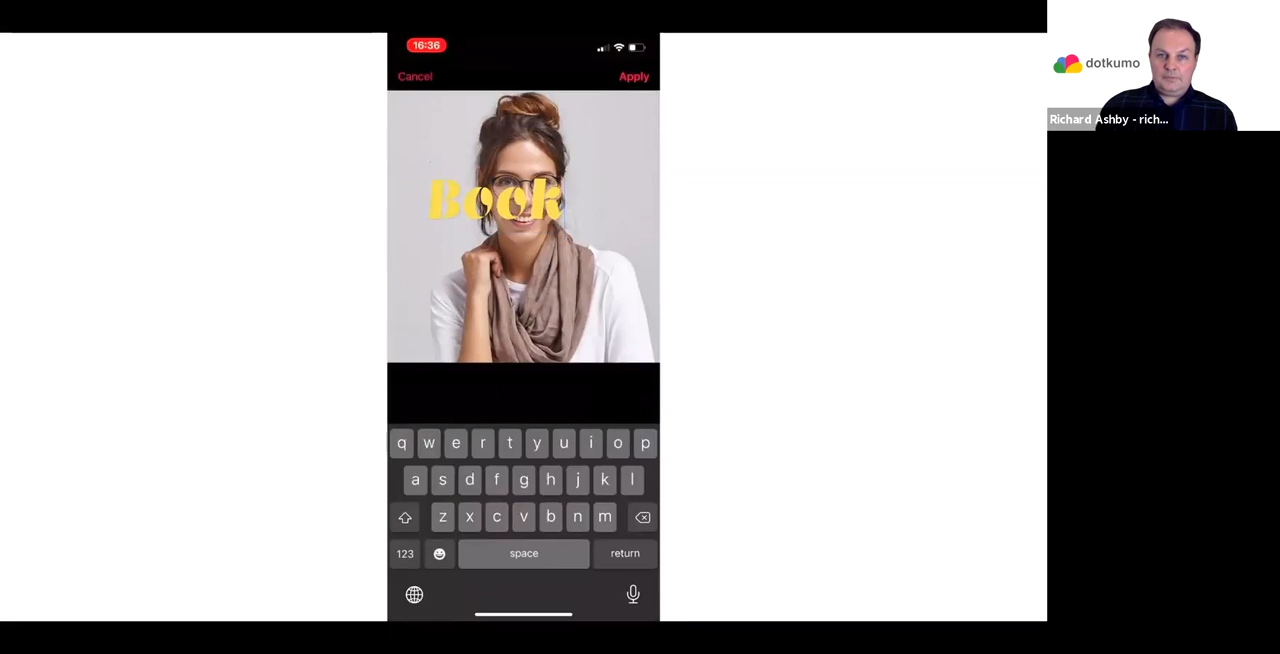 16:36
Cancel Apply
Book
q w e r t y u i o p
a s d f g h j k l
z x c v b n m
123 space return
dotkumo
Richard Ashby - rich...